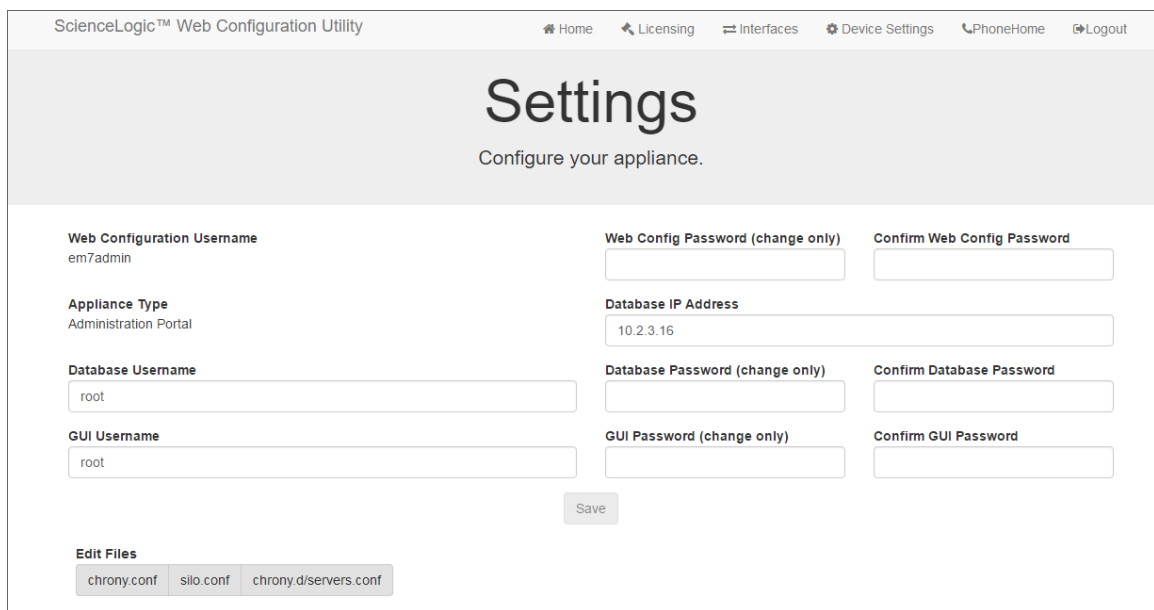 ScienceLogic™ Web Configuration Utility
Home Licensing Interfaces Device Settings PhoneHome Logout
Settings
Configure your appliance.
Web Configuration Username
em7admin
Web Config Password (change only)
Confirm Web Config Password
Appliance Type
Administration Portal
Database IP Address
10.2.3.16
Database Username
root
Database Password (change only)
Confirm Database Password
GUI Username
root
GUI Password (change only)
Confirm GUI Password
Save
Edit Files
chrony.conf silo.conf chrony.d/servers.conf